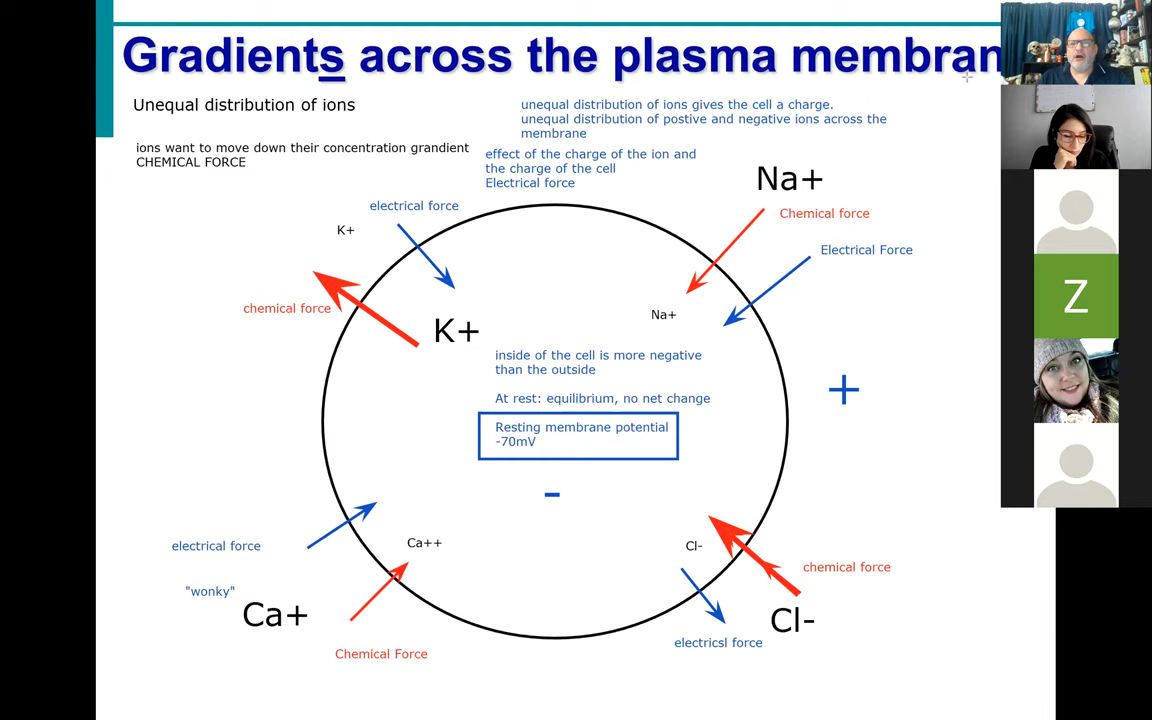 Gradients across the plasma membran
Unequal distribution of ions
unequal distribution of ions gives the cell a charge.
unequal distribution of postive and negative ions across the
membrane
ions want to move down their concentration grandient
CHEMICAL FORCE
effect of the charge of the ion and
the charge of the cell
Electrical force
Na+
electrical force
Chemical force
K+
Electrical Force
chemical force
Na+
K+
inside of the cell is more negative
than the outside
+
At rest: equilibrium, no net change
Resting membrane potential
-70mV
-
electrical force
Ca++
Cl-
chemical force
"wonky"
Ca+
Cl-
electricsl force
Chemical Force
Z